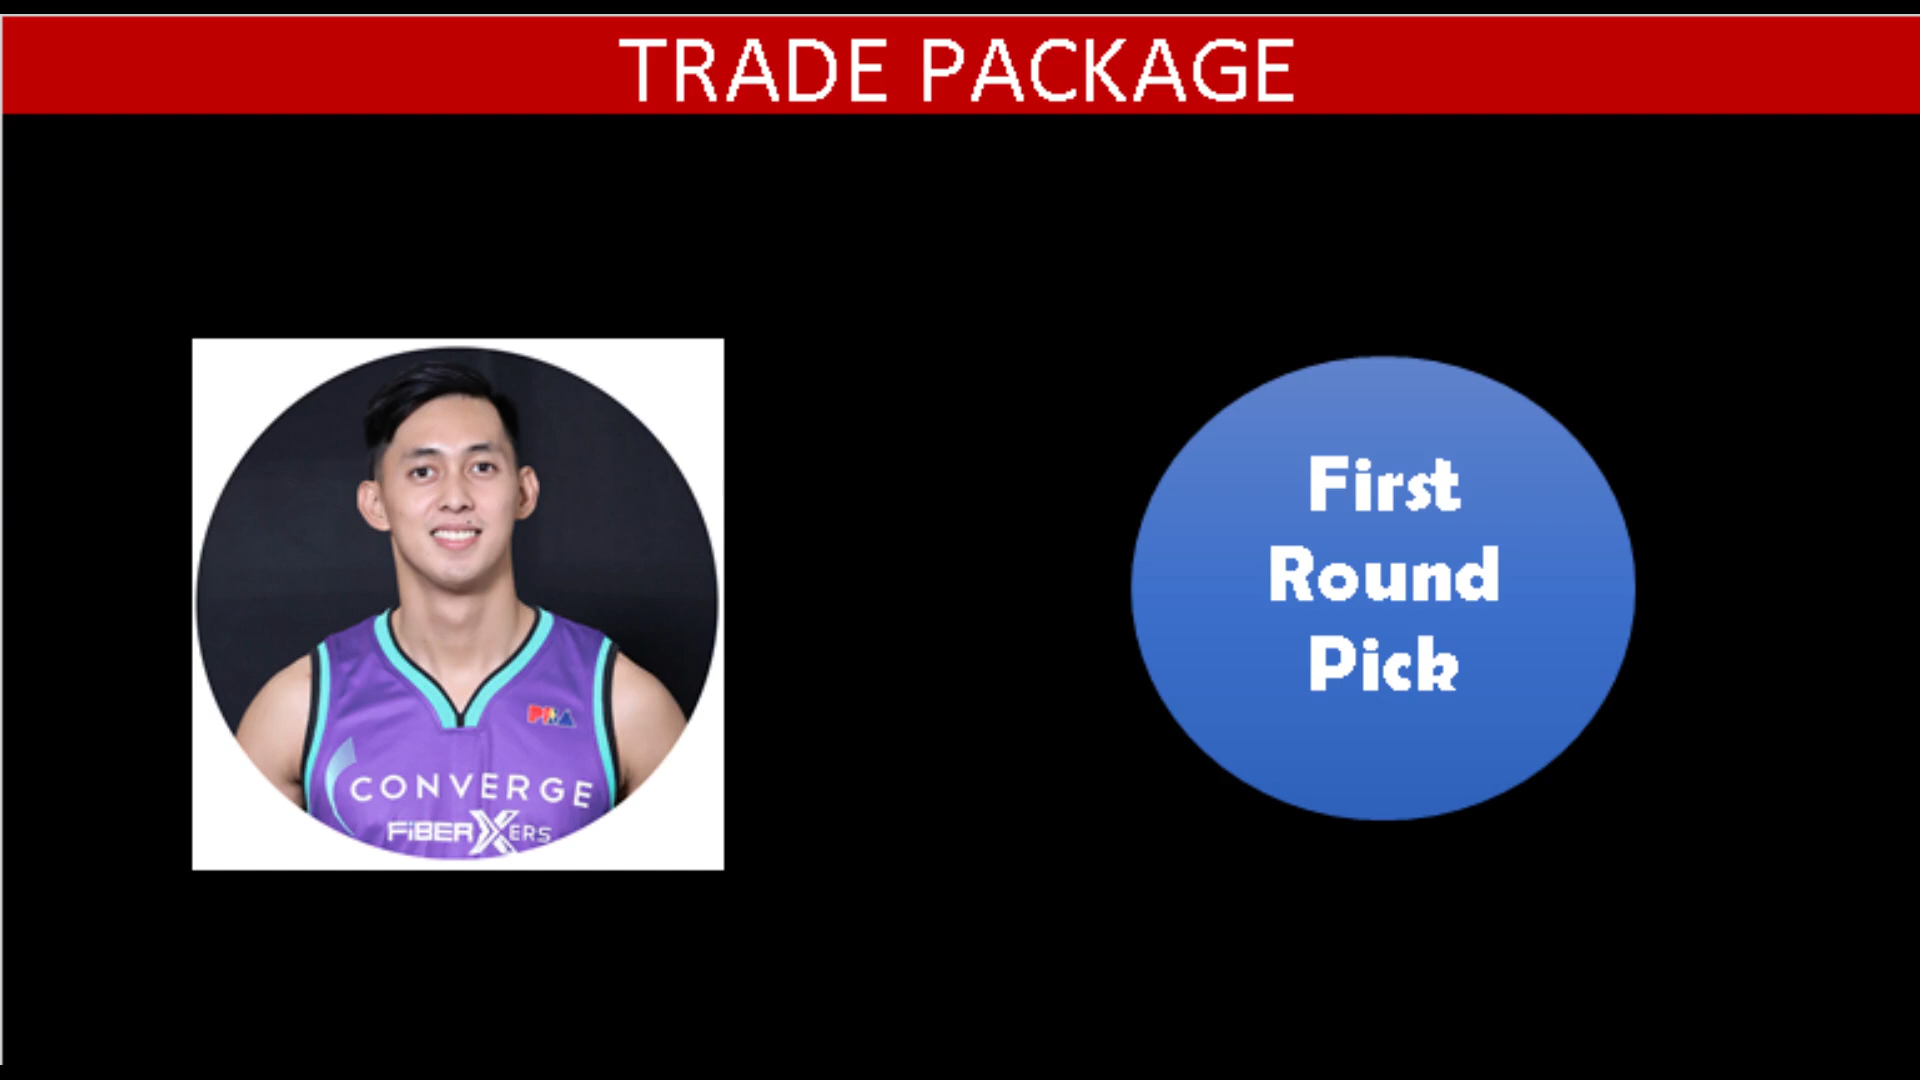 TRADE PACKAGE
PBA
CONVERGE
FiBERXERS
First
Round
Pick